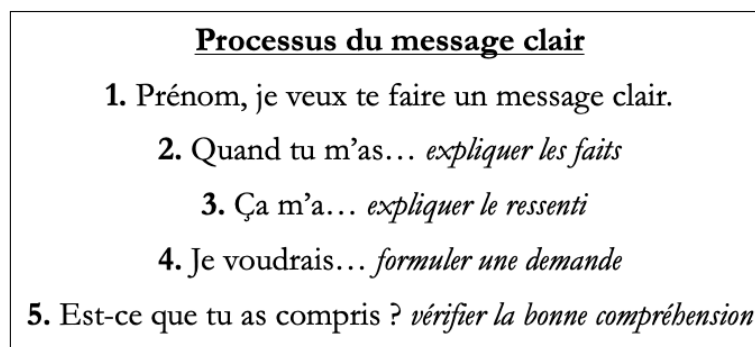 Processus du message clair
1. Prénom, je veux te faire un message clair.
2. Quand tu m'as… expliquer les faits
3. Ça m'a… expliquer le ressenti
4. Je voudrais… formuler une demande
5. Est-ce que tu as compris ? vérifier la bonne compréhension